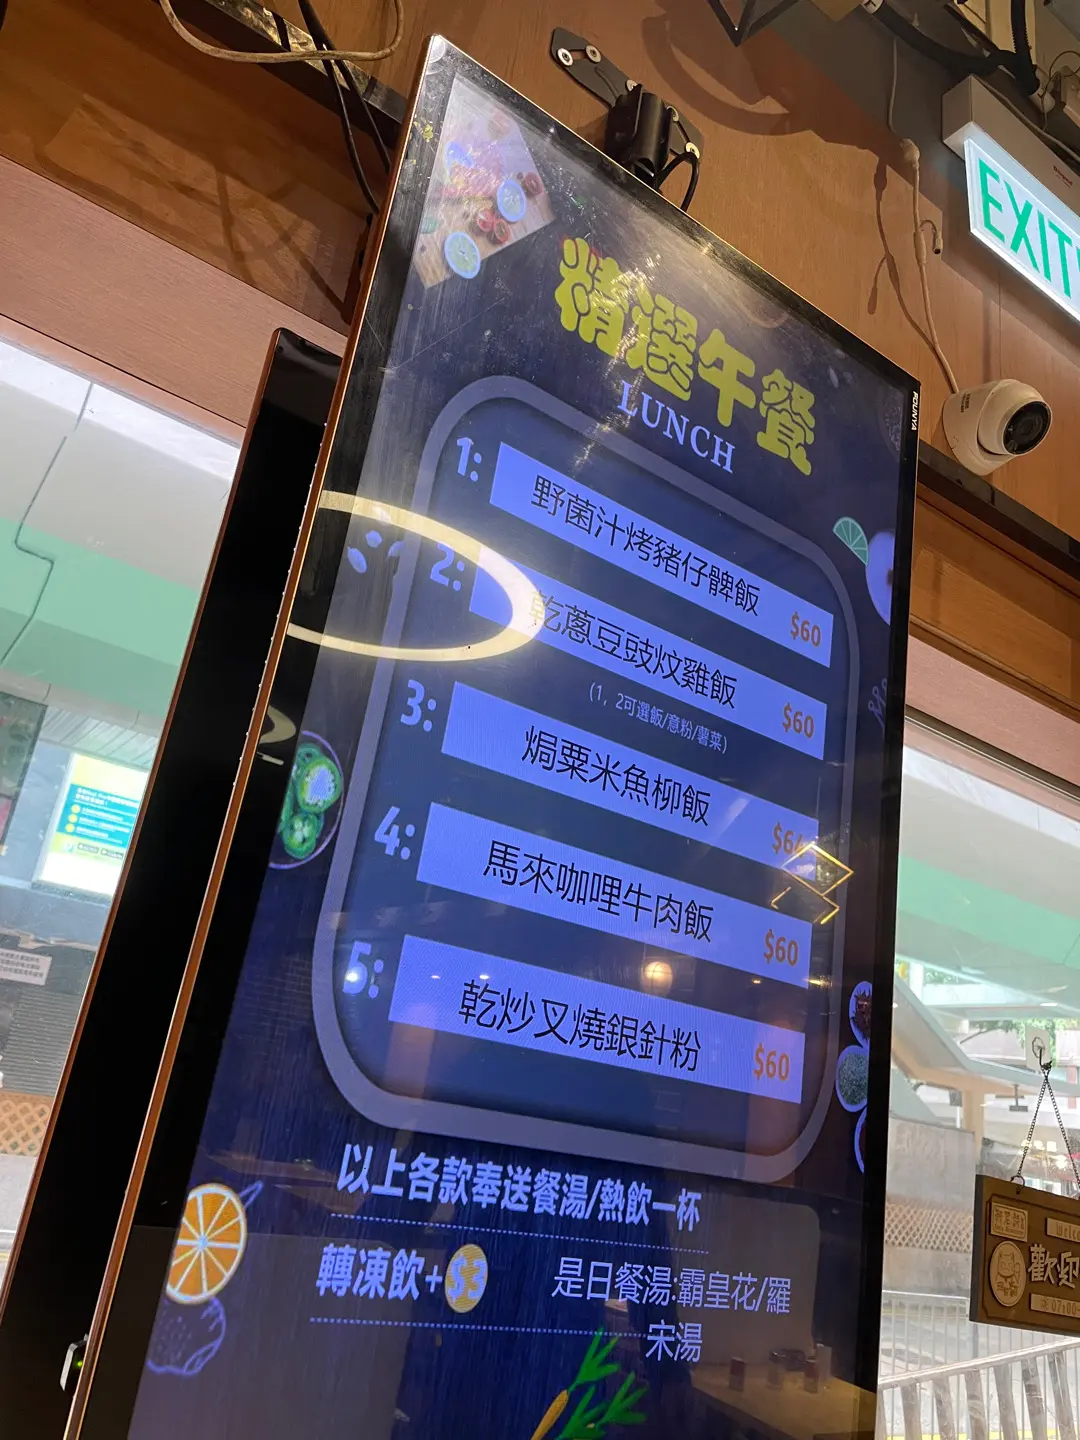 精選午餐
LUNCH
1:
野菌汁烤豬仔髀飯 $60
2:
乾蔥豆豉炆雞飯 $60
(1, 2可選飯/意粉/薯菜)
3:
焗粟米魚柳飯 $64
4:
馬來咖哩牛肉飯 $60
5:
乾炒叉燒銀針粉 $60
以上各款奉送餐湯/熱飲一杯
轉凍飲+$3
是日餐湯:霸皇花/羅
宋湯
FOUNYA
EXIT
歡迎